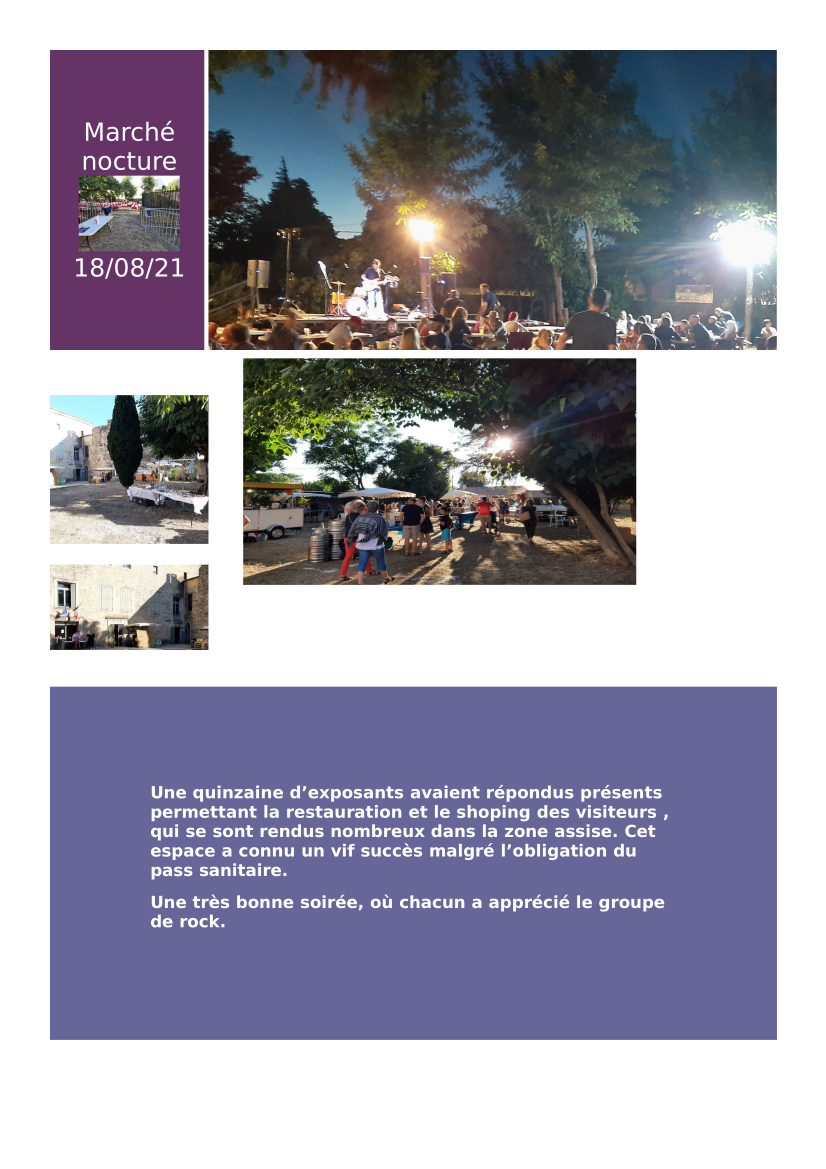 Marché
nocture
18/08/21
Une quinzaine d’exposants avaient répondus présents
permettant la restauration et le shoping des visiteurs ,
qui se sont rendus nombreux dans la zone assise. Cet
espace a connu un vif succès malgré l’obligation du
pass sanitaire.
Une très bonne soirée, où chacun a apprécié le groupe
de rock.